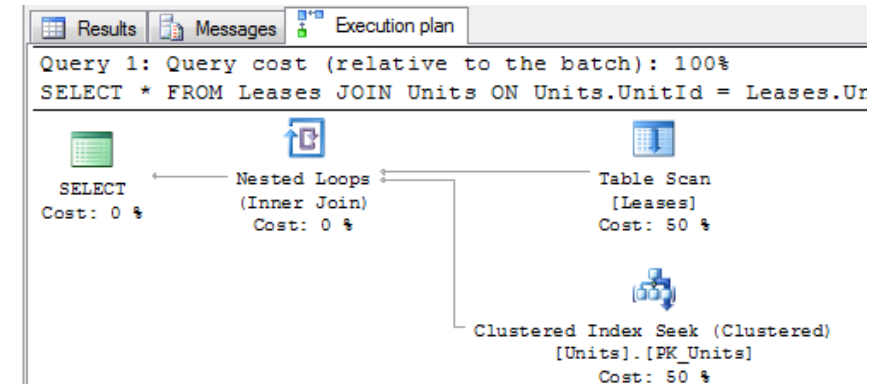 Results Messages Execution plan
Query 1: Query cost (relative to the batch): 100%
SELECT * FROM Leases JOIN Units ON Units.UnitId = Leases.Un
SELECT
Cost: 0 %
Nested Loops
(Inner Join)
Cost: 0 %
Table Scan
[Leases]
Cost: 50 %
Clustered Index Seek (Clustered)
[Units].[PK_Units]
Cost: 50 %